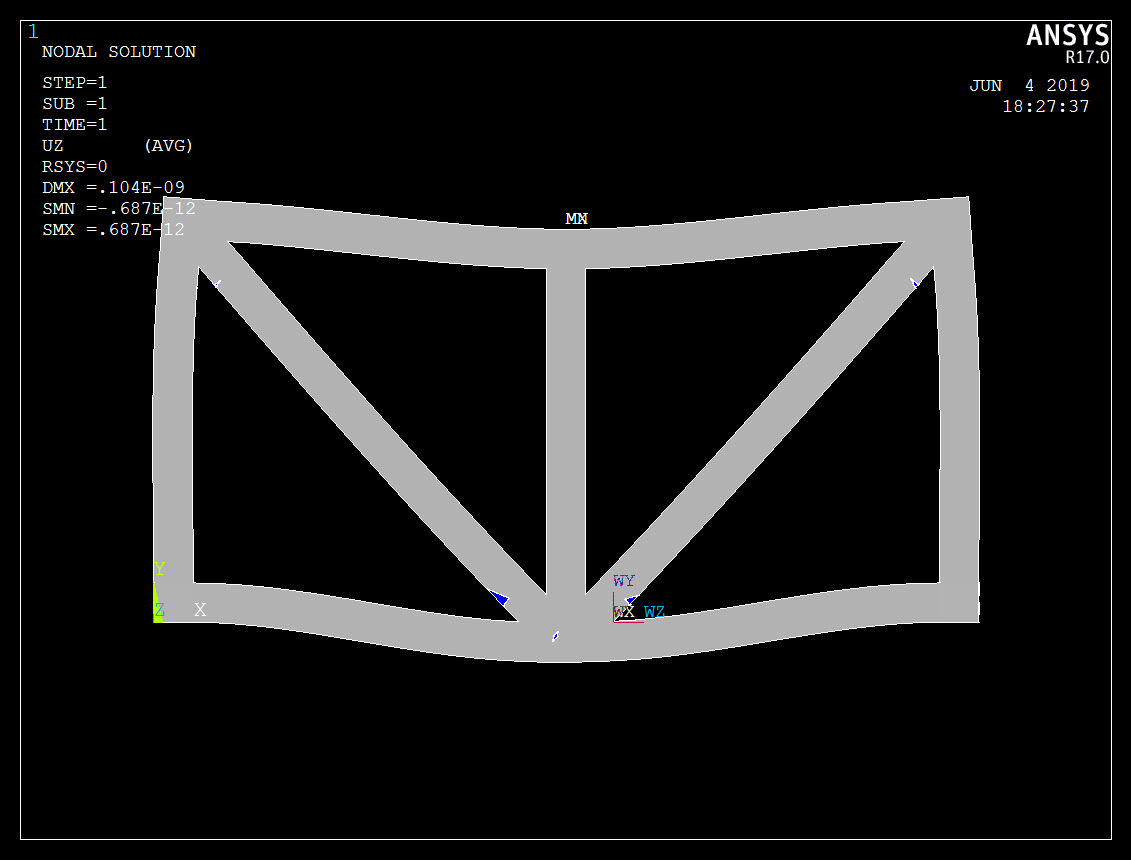 1
ANSYS
R17.0
NODAL SOLUTION
JUN  4 2019
18:27:37
STEP=1
SUB =1
TIME=1
UZ       (AVG)
RSYS=0
DMX =.104E-09
SMN =-.687E-12
SMX =.687E-12
Y
Z
X
WY
WX
WZ